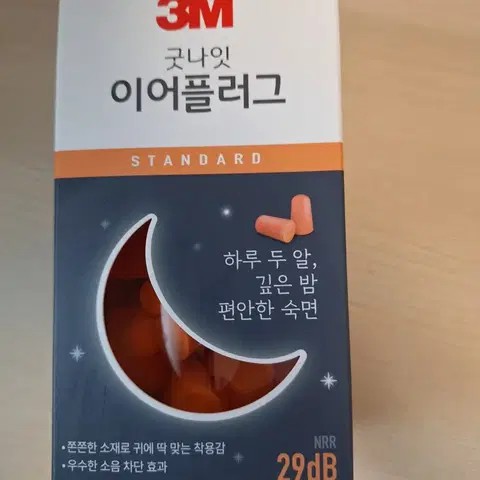 3M
굿나잇
이어플러그
STANDARD
하루 두 알,
깊은 밤
편안한 숙면
• 쫀쫀한 소재로 귀에 딱 맞는 착용감
• 우수한 소음 차단 효과
NRR
29dB